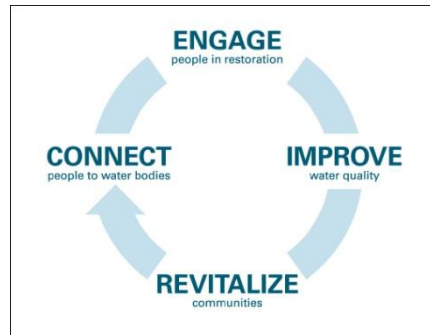 ENGAGE
people in restoration
CONNECT
people to water bodies
IMPROVE
water quality
REVITALIZE
communities